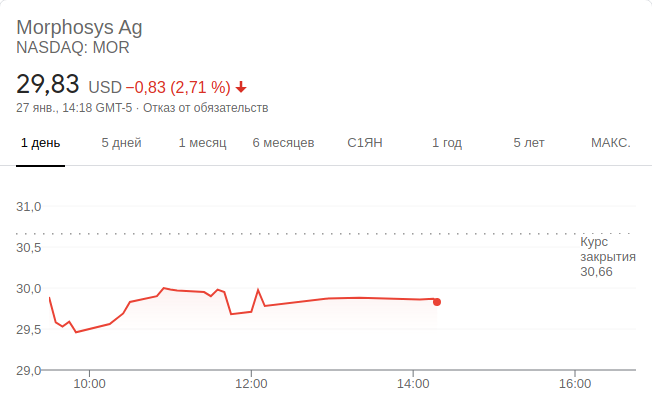 Morphosys Ag
NASDAQ: MOR
29,83 USD −0,83 (2,71 %)
27 янв., 14:18 GMT-5 · Отказ от обязательств
1 день 5 дней 1 месяц 6 месяцев С1ЯН 1 год 5 лет МАКС.
31,0
30,5
30,0
29,5
29,0
Курс
закрытия
30,66
10:00 12:00 14:00 16:00